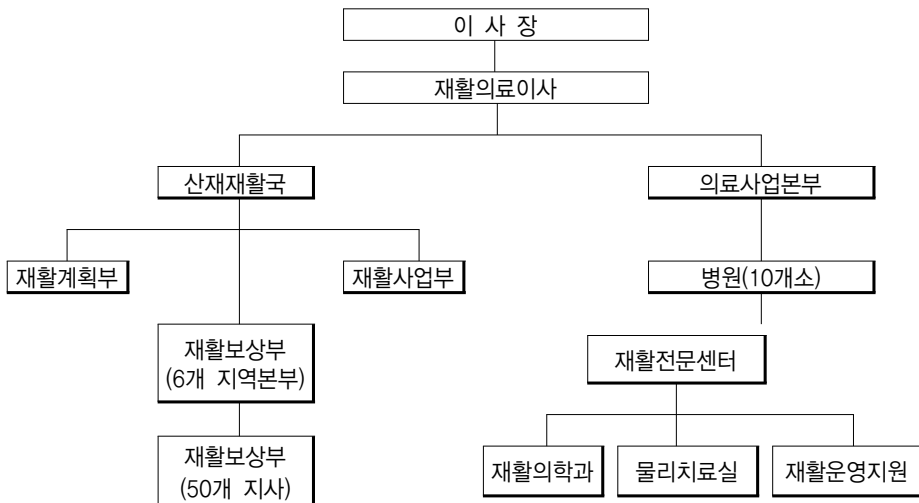 이 사 장
재활의료이사
산재재활국
의료사업본부
재활계획부
재활사업부
병원(10개소)
재활보상부
(6개 지역본부)
재활전문센터
재활보상부
(50개 지사)
재활의학과
물리치료실
재활운영지원